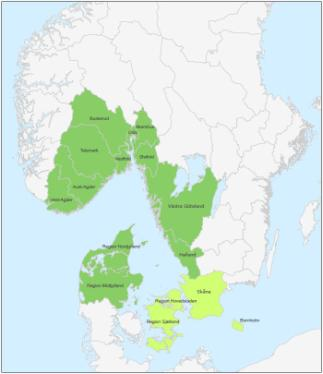 Buskerud
Akershus
Oslo
Telemark
Vestfold
Østfold
Aust-Agder
Vest-Agder
Västra Götaland
Halland
Region Nordjylland
Region Midtjylland
Skåne
Region Hovedstaden
Region Sjælland
Bornholm